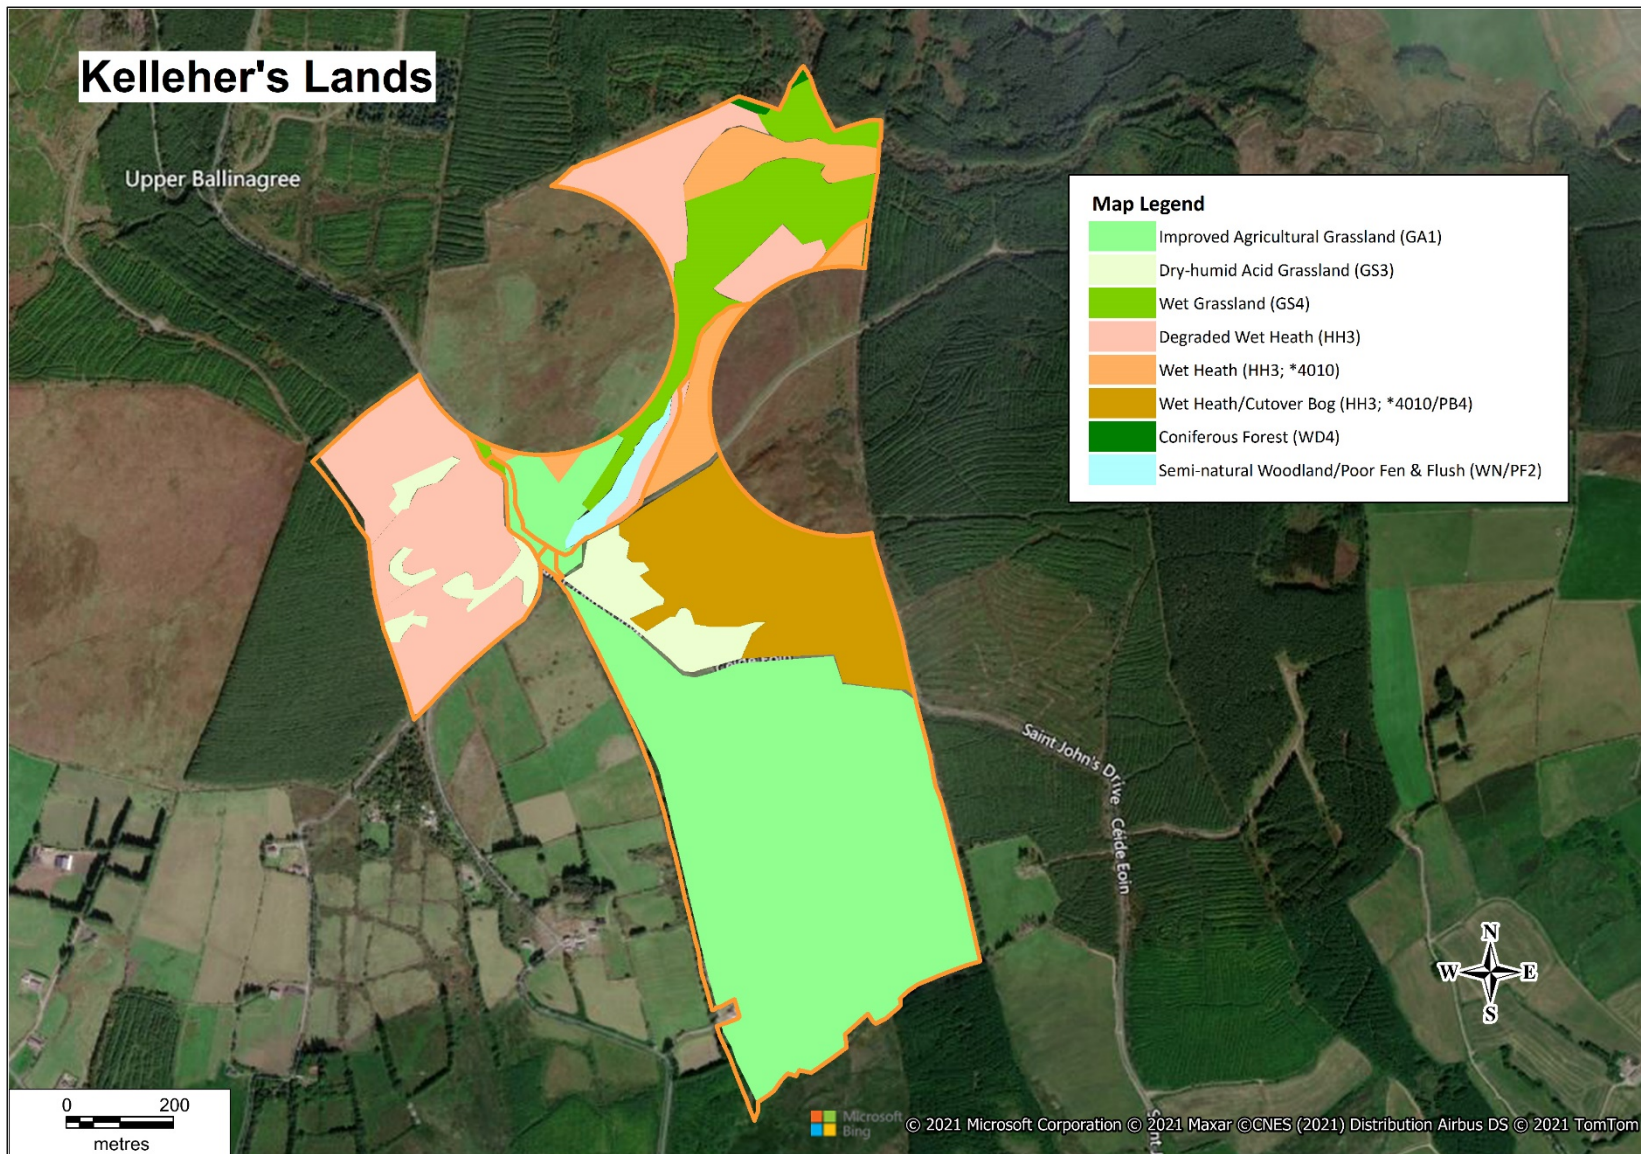 Kelleher's Lands
Upper Ballinagree
Map Legend
Improved Agricultural Grassland (GA1)
Dry-humid Acid Grassland (GS3)
Wet Grassland (GS4)
Degraded Wet Heath (HH3)
Wet Heath (HH3; *4010)
Wet Heath/Cutover Bog (HH3; *4010/PB4)
Coniferous Forest (WD4)
Semi-natural Woodland/Poor Fen & Flush (WN/PF2)
Saint John's Drive
Céide Eoin
N
W E
S
0 200
metres
Microsoft
Bing
© 2021 Microsoft Corporation © 2021 Maxar ©CNES (2021) Distribution Airbus DS © 2021 TomTom